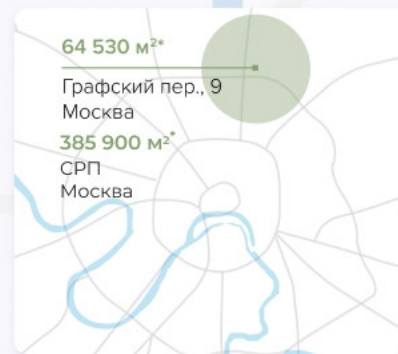 64 530 м²*
Графский пер., 9
Москва
385 900 м²*
СРП
Москва